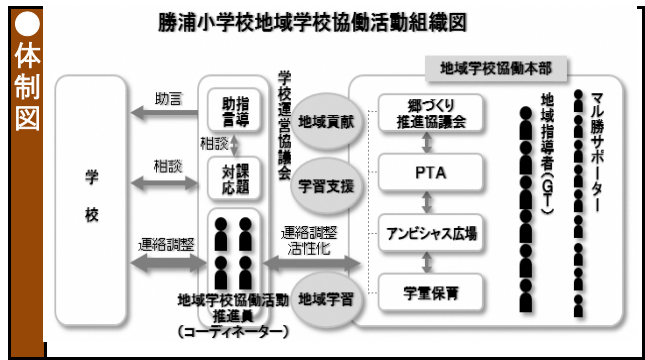 ●体制図
勝浦小学校地域学校協働活動組織図
学校
助言
相談
連絡調整
学校運営協議会
指導
助言
相談
課題
対応
地域学校協働活動
推進員
(コーディネーター)
連絡調整
活性化
地域貢献
学習支援
地域学習
地域学校協働本部
郷づくり
推進協議会
PTA
アンビシャス広場
学童保育
地域指導者(GT)
マル勝サポーター